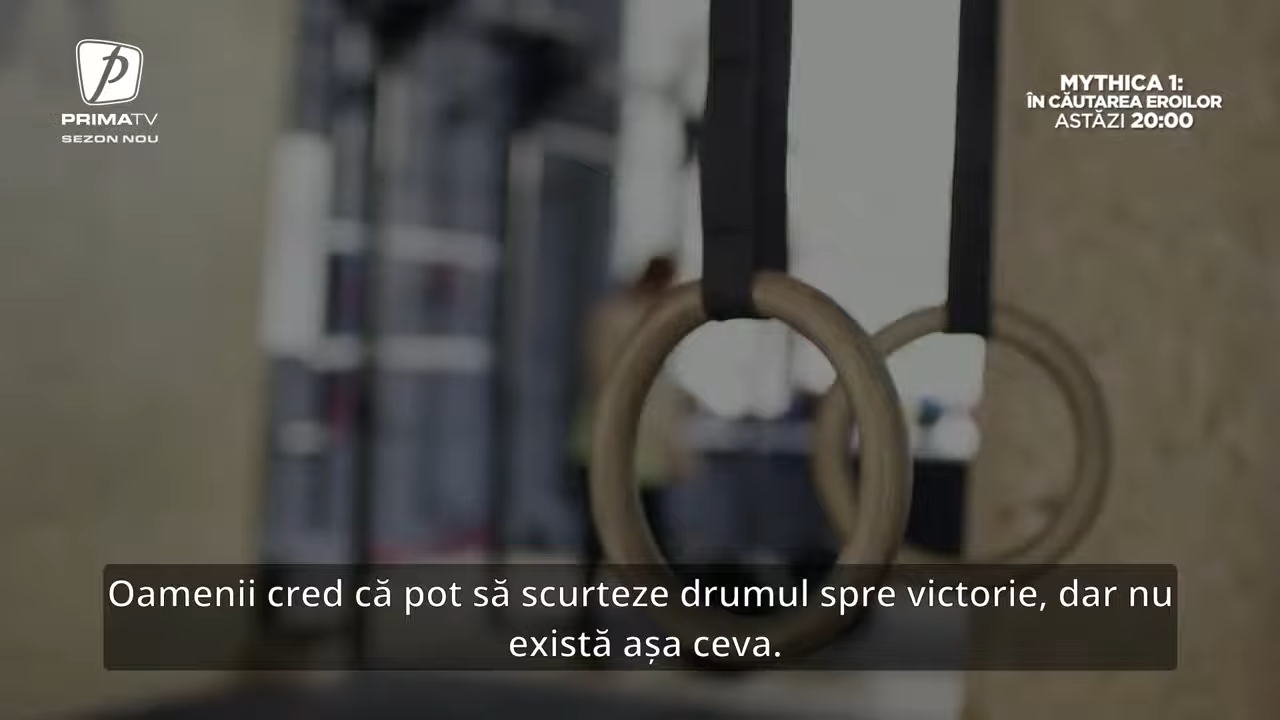 PRIMATV
SEZON NOU
MYTHICA 1:
ÎN CĂUTAREA EROILOR
ASTĂZI 20:00
Oamenii cred că pot să scurteze drumul spre victorie, dar nu
există așa ceva.